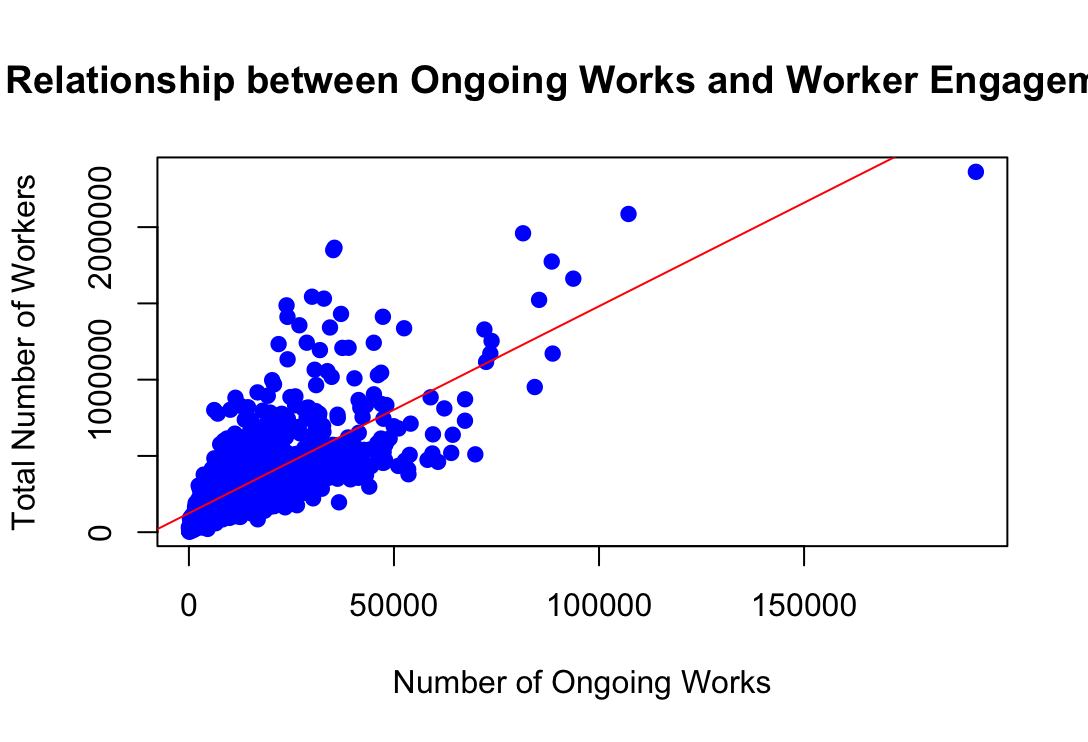 Relationship between Ongoing Works and Worker Engagem
Total Number of Workers
2000000
1000000
0
0 50000 100000 150000
Number of Ongoing Works